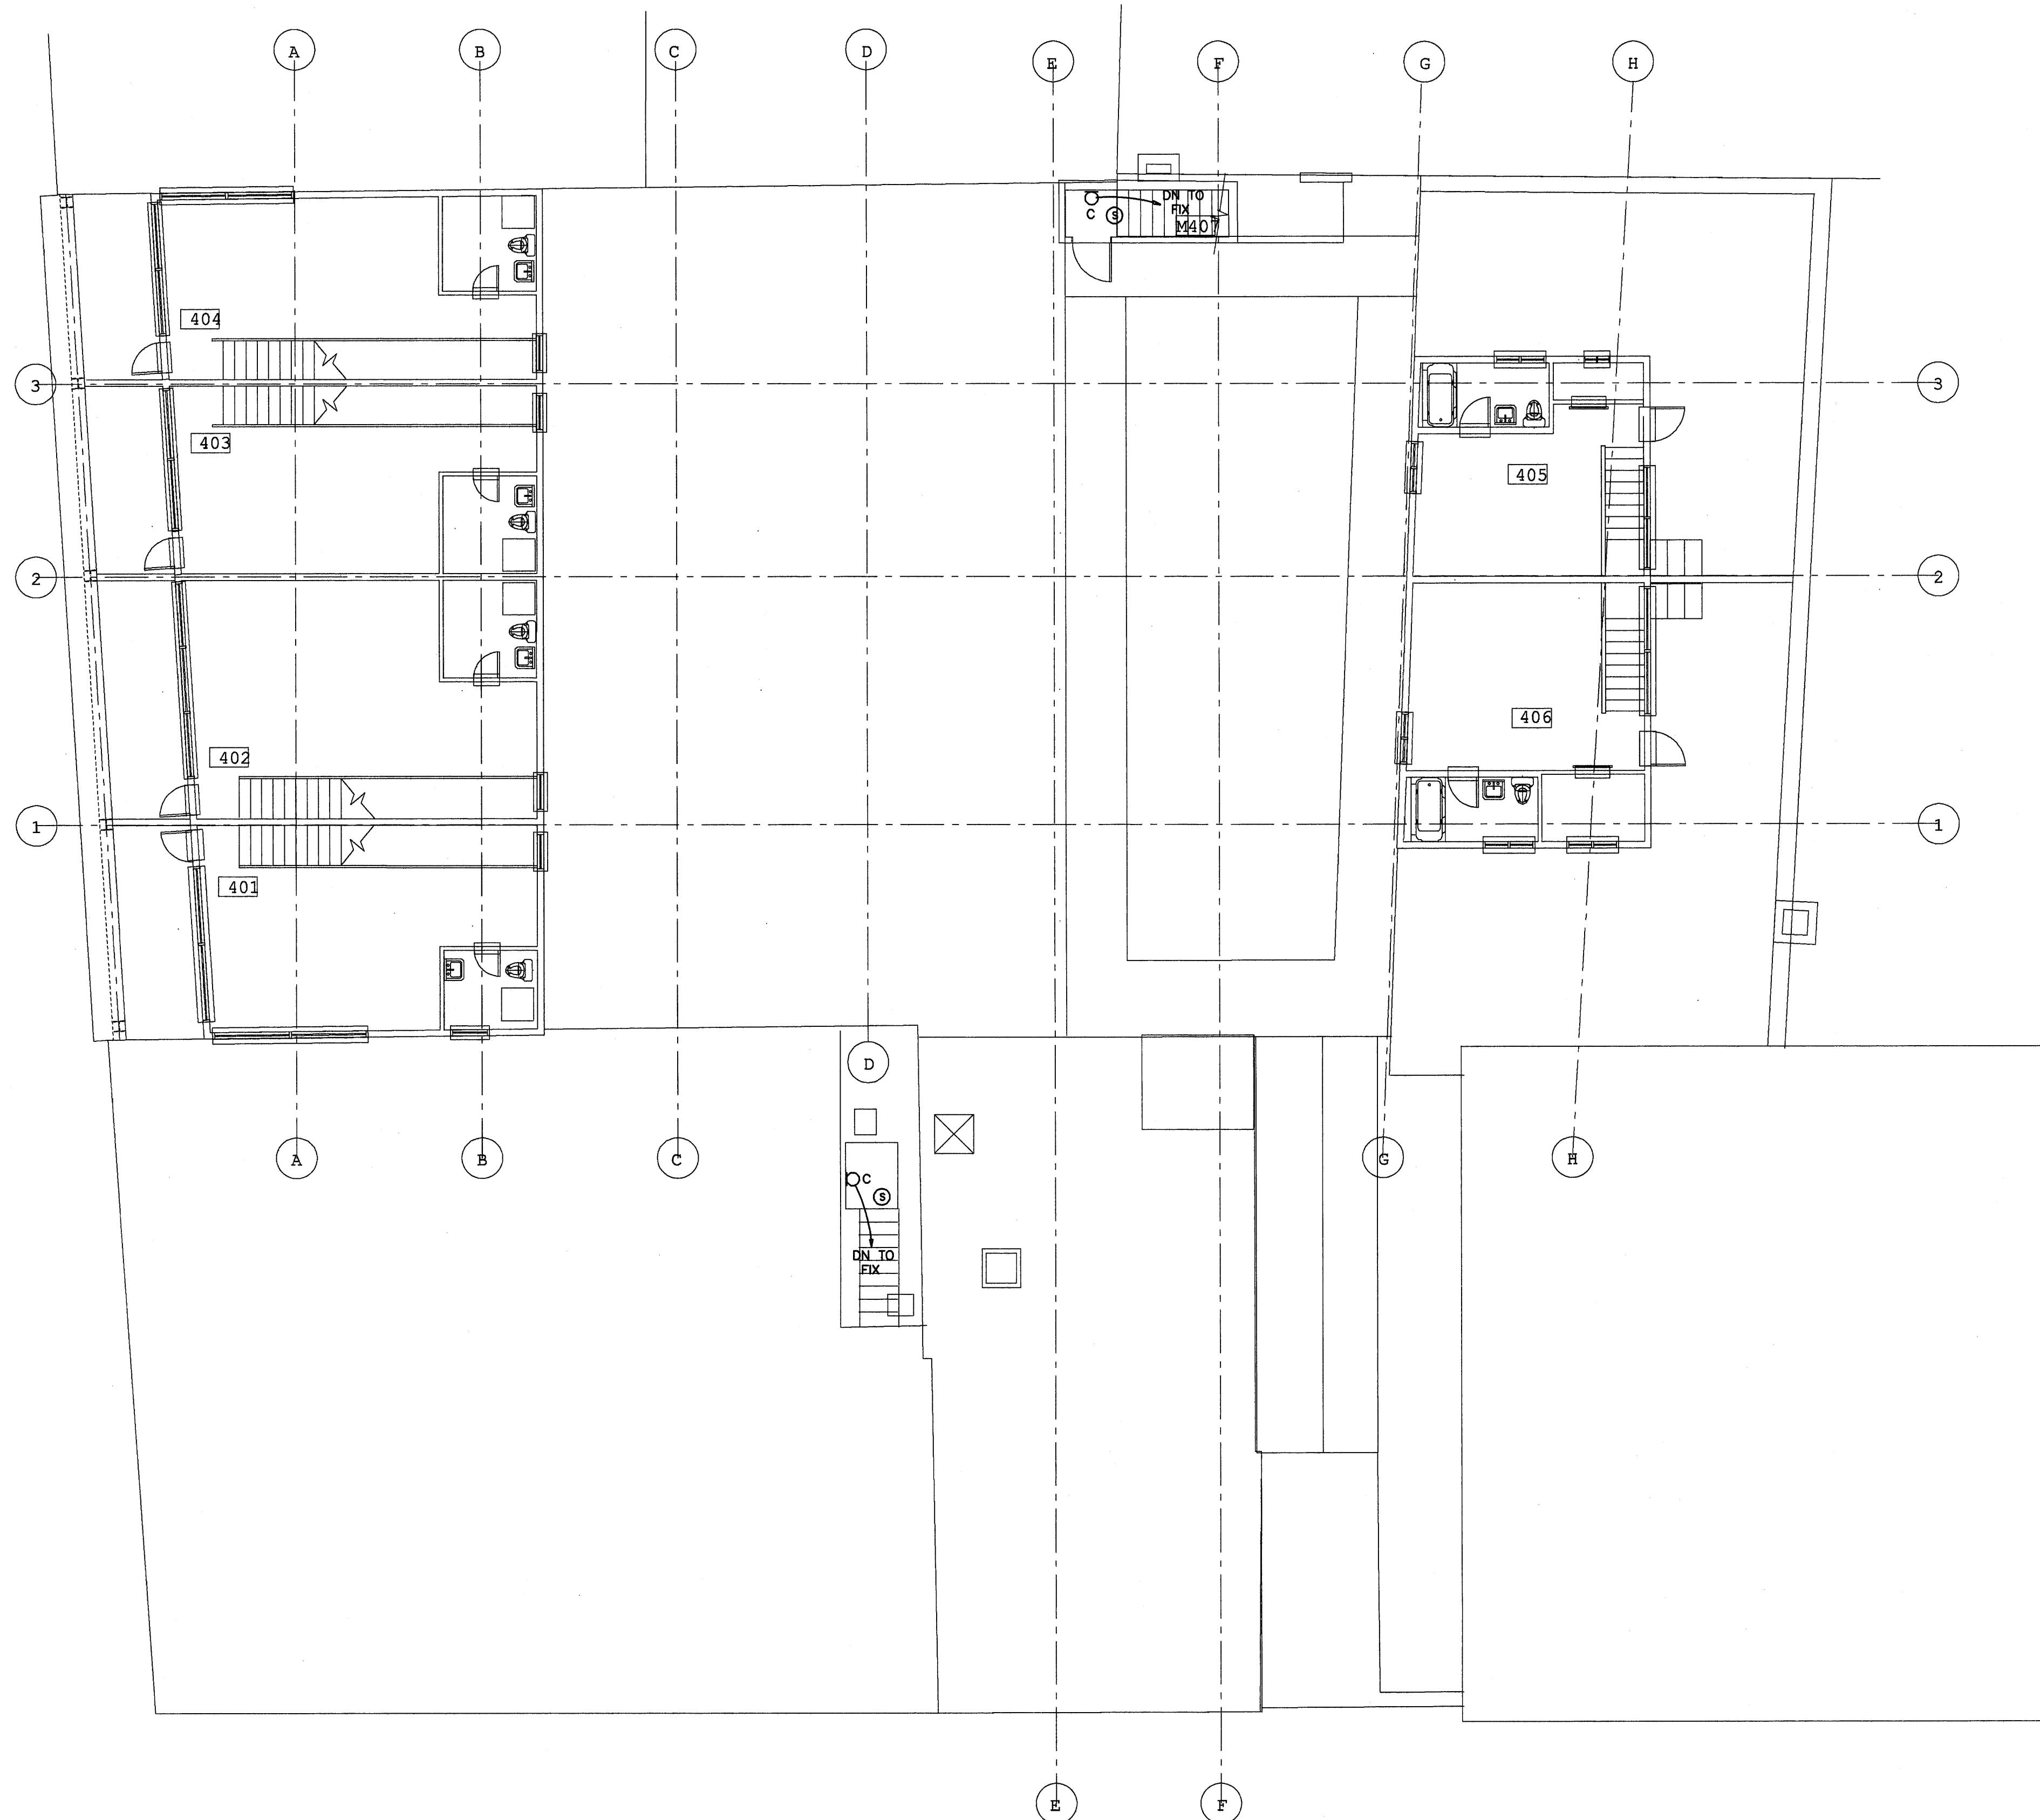 A B C D E F G H
DN TO
FIX
C S
M407
404
3 3
403
405
2 2
406
402
1 1
401
D
A B C G H
C
S
DN TO
FIX
E F